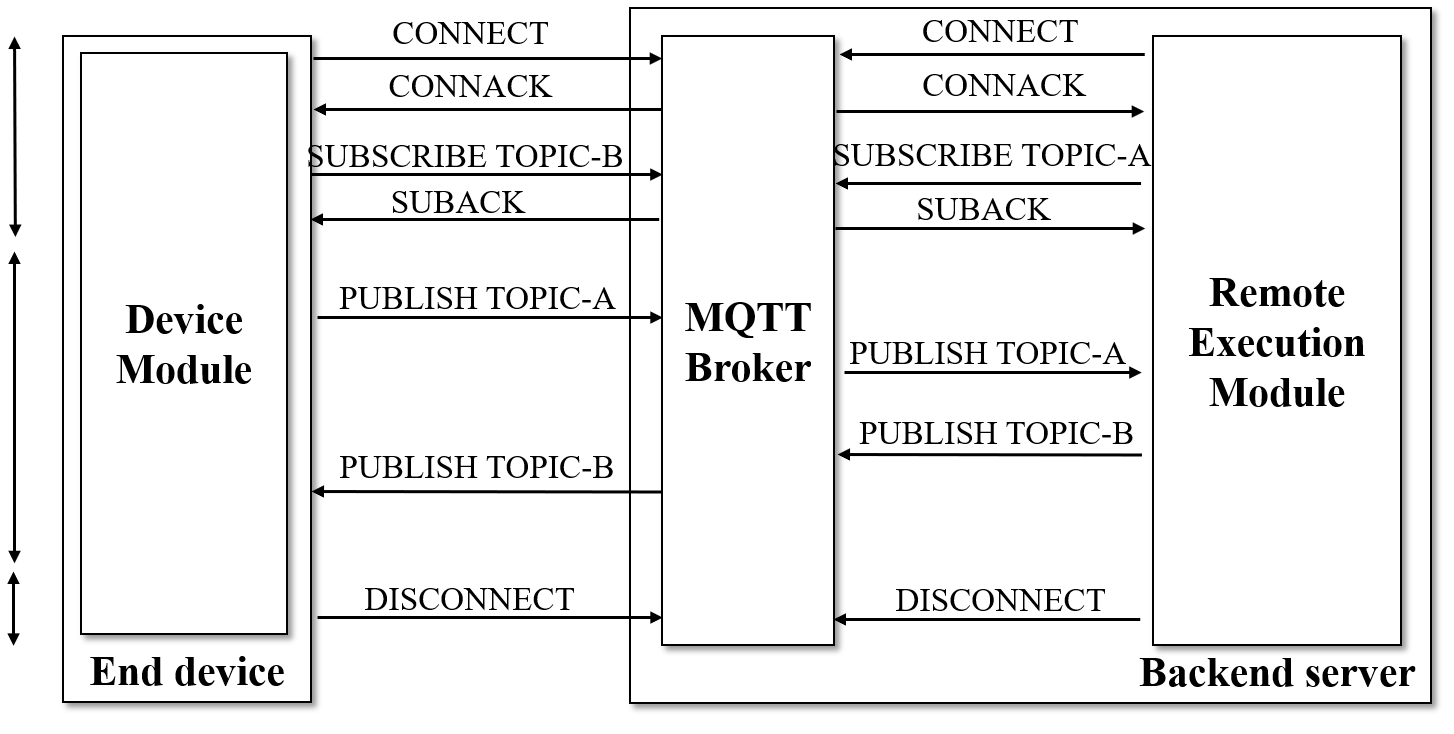 CONNECT
CONNECT
CONNACK
CONNACK
SUBSCRIBE TOPIC-B
SUBSCRIBE TOPIC-A
SUBACK
SUBACK
PUBLISH TOPIC-A
Device
Module
MQTT
Broker
Remote
Execution
Module
PUBLISH TOPIC-A
PUBLISH TOPIC-B
PUBLISH TOPIC-B
DISCONNECT
DISCONNECT
End device
Backend server